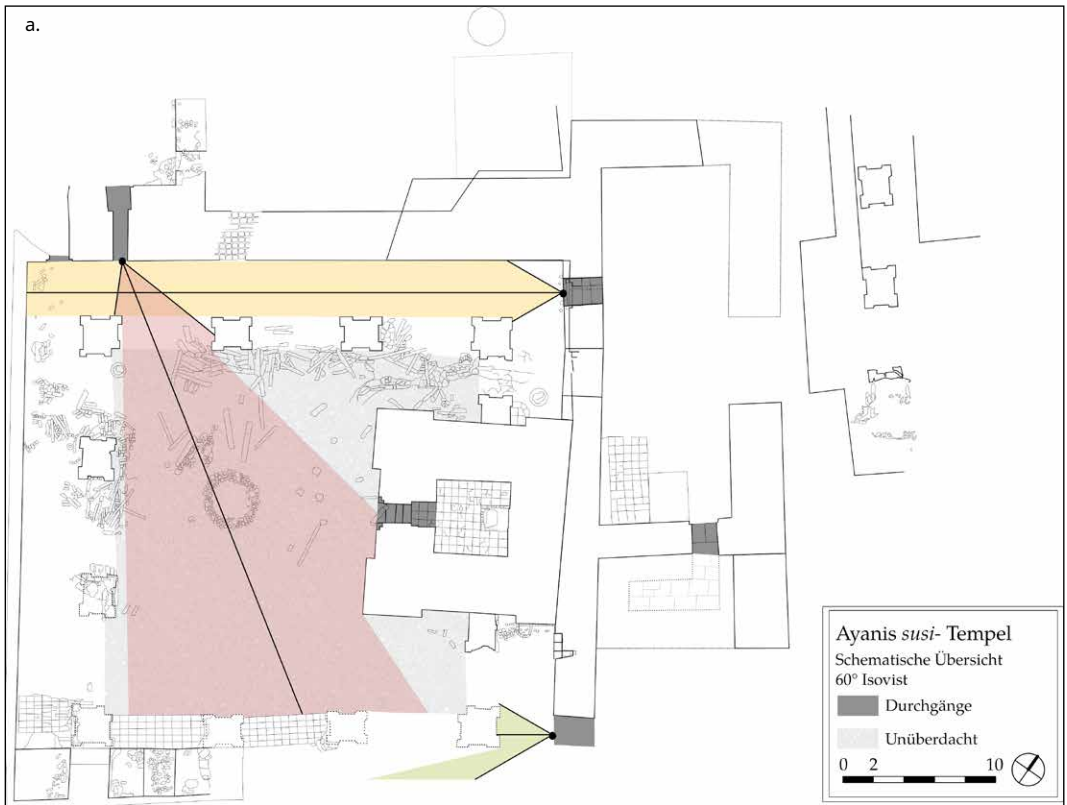 a.
Ayanis susi- Tempel
Schematische Übersicht
60° Isovist
Durchgänge
Unüberdacht
0 2 10